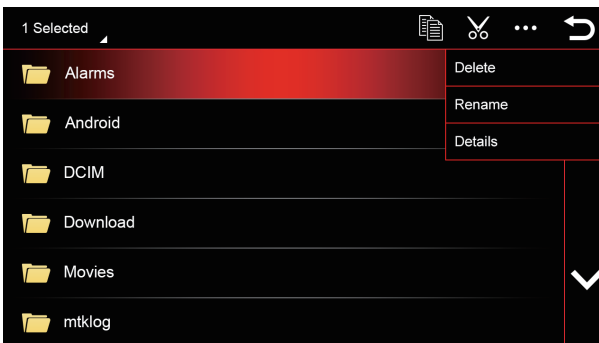 1 Selected
Alarms
Delete
Rename
Android
Details
DCIM
Download
Movies
mtklog